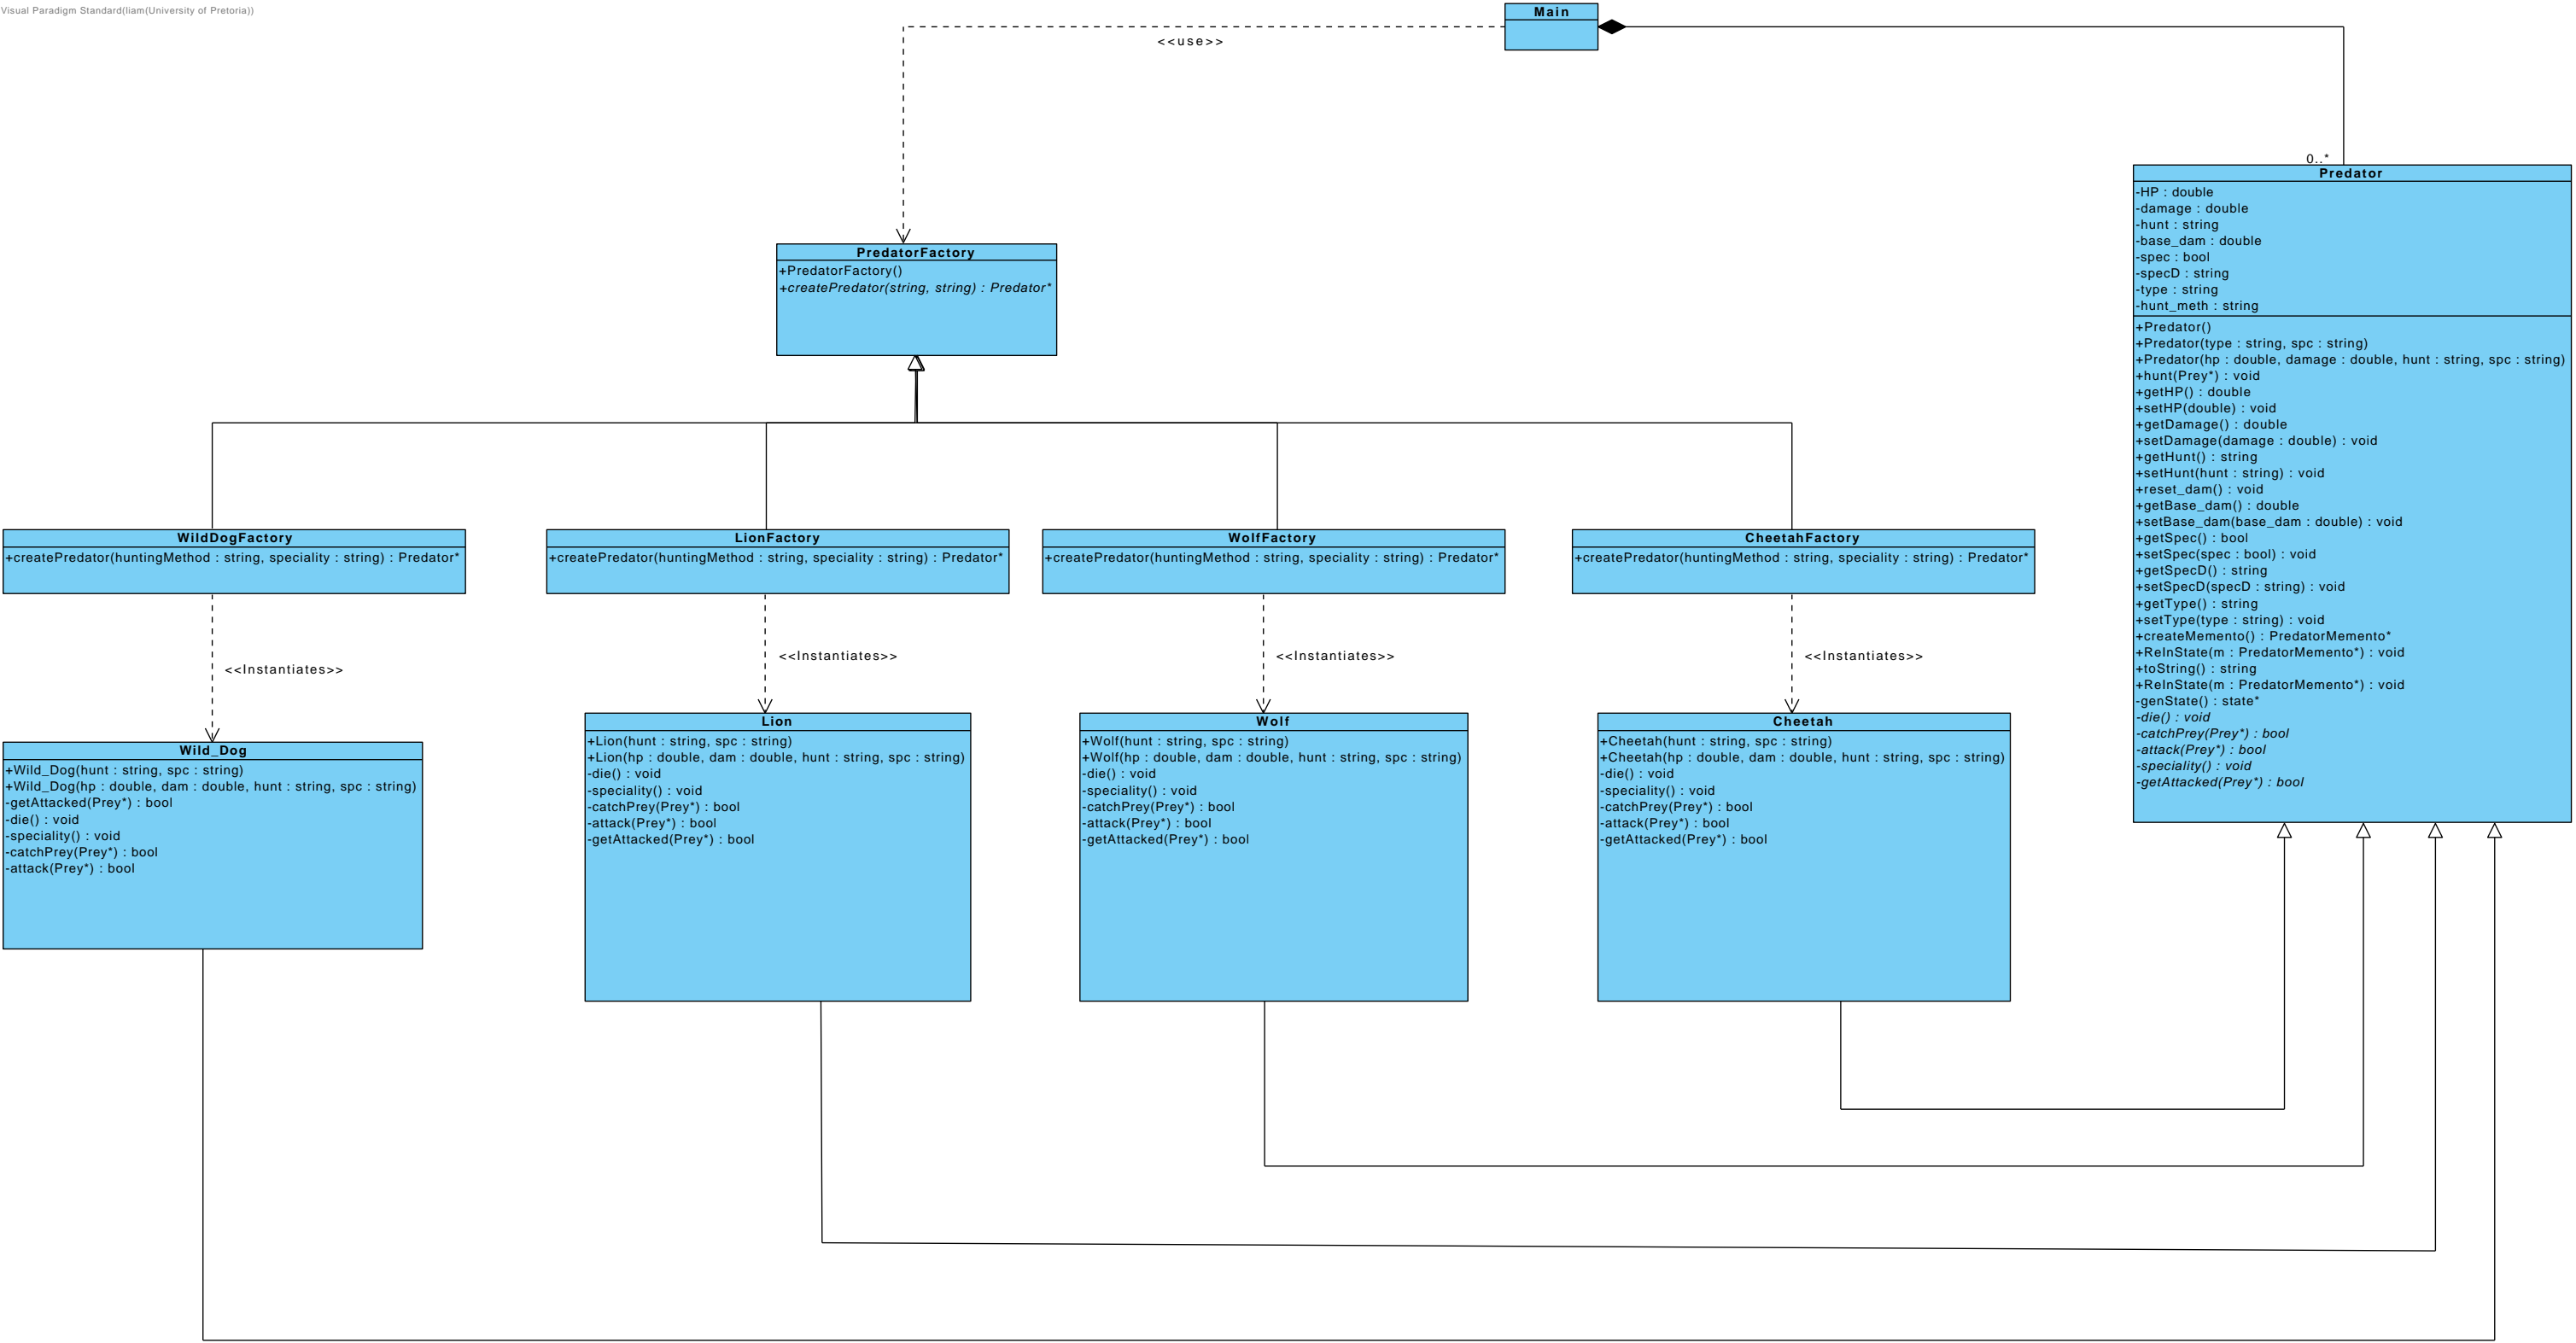 Visual Paradigm Standard(liam(University of Pretoria))
Main
<<use>>
0..*
Predator
-HP : double
-damage : double
-hunt : string
-base_dam : double
-spec : bool
-specD : string
-type : string
-hunt_meth : string
+Predator()
+Predator(type : string, spc : string)
+Predator(hp : double, damage : double, hunt : string, spc : string)
+hunt(Prey*) : void
+getHP() : double
+setHP(double) : void
+getDamage() : double
+setDamage(damage : double) : void
+getHunt() : string
+setHunt(hunt : string) : void
+reset_dam() : void
+getBase_dam() : double
+setBase_dam(base_dam : double) : void
+getSpec() : bool
+setSpec(spec : bool) : void
+getSpecD() : string
+setSpecD(specD : string) : void
+getType() : string
+setType(type : string) : void
+createMemento() : PredatorMemento*
+ReInState(m : PredatorMemento*) : void
+toString() : string
+ReInState(m : PredatorMemento*) : void
-genState() : state*
-die() : void
-catchPrey(Prey*) : bool
-attack(Prey*) : bool
-speciality() : void
-getAttacked(Prey*) : bool
PredatorFactory
+PredatorFactory()
+createPredator(string, string) : Predator*
WildDogFactory
+createPredator(huntingMethod : string, speciality : string) : Predator*
LionFactory
+createPredator(huntingMethod : string, speciality : string) : Predator*
WolfFactory
+createPredator(huntingMethod : string, speciality : string) : Predator*
CheetahFactory
+createPredator(huntingMethod : string, speciality : string) : Predator*
<<Instantiates>>
<<Instantiates>>
<<Instantiates>>
<<Instantiates>>
Wild_Dog
+Wild_Dog(hunt : string, spc : string)
+Wild_Dog(hp : double, dam : double, hunt : string, spc : string)
-getAttacked(Prey*) : bool
-die() : void
-speciality() : void
-catchPrey(Prey*) : bool
-attack(Prey*) : bool
Lion
+Lion(hunt : string, spc : string)
+Lion(hp : double, dam : double, hunt : string, spc : string)
-die() : void
-speciality() : void
-catchPrey(Prey*) : bool
-attack(Prey*) : bool
-getAttacked(Prey*) : bool
Wolf
+Wolf(hunt : string, spc : string)
+Wolf(hp : double, dam : double, hunt : string, spc : string)
-die() : void
-speciality() : void
-catchPrey(Prey*) : bool
-attack(Prey*) : bool
-getAttacked(Prey*) : bool
Cheetah
+Cheetah(hunt : string, spc : string)
+Cheetah(hp : double, dam : double, hunt : string, spc : string)
-die() : void
-speciality() : void
-catchPrey(Prey*) : bool
-attack(Prey*) : bool
-getAttacked(Prey*) : bool